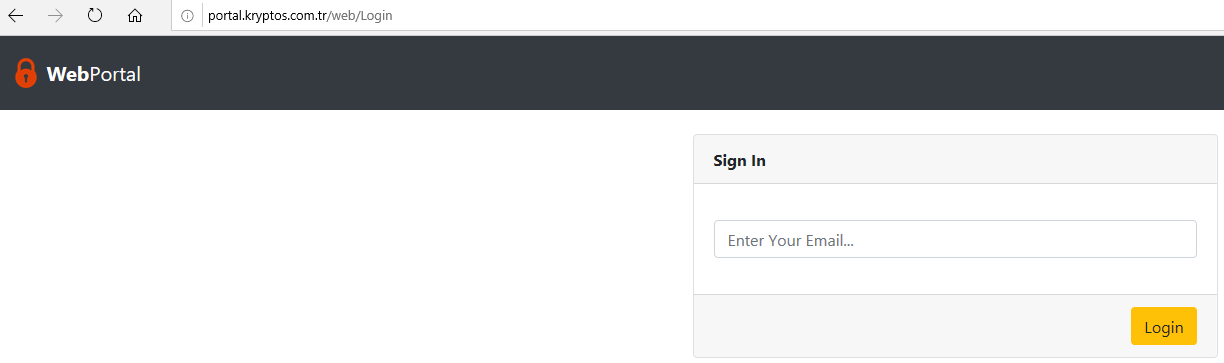 portal.kryptos.com.tr/web/Login
WebPortal
Sign In
Enter Your Email...
Login